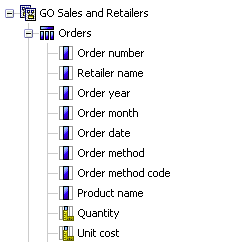 GO Sales and Retailers
Orders
Order number
Retailer name
Order year
Order month
Order date
Order method
Order method code
Product name
Quantity
Unit cost